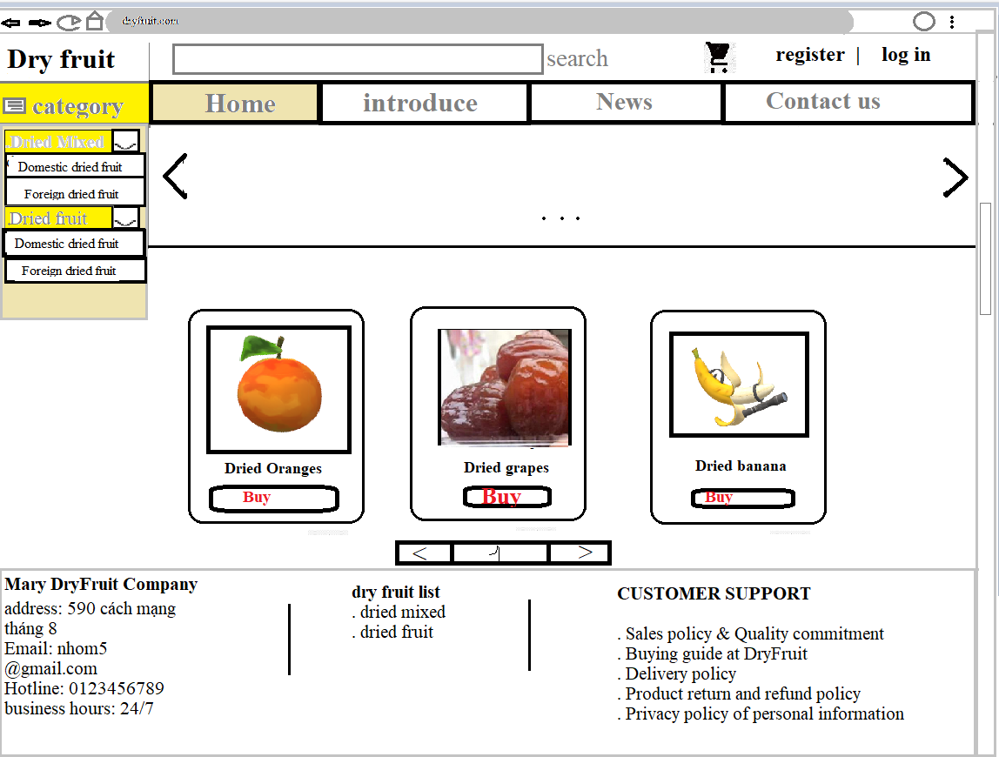 dryfruit.com
Dry fruit
search
register | log in
category
Home
introduce
News
Contact us
.Dried Mixed
Domestic dried fruit
Foreign dried fruit
.Dried fruit
Domestic dried fruit
Foreign dried fruit
. . .
Dried Oranges
Buy
Dried grapes
Buy
Dried banana
Buy
<
>
Mary DryFruit Company
address: 590 cách mạng
tháng 8
Email: nhom5
@gmail.com
Hotline: 0123456789
business hours: 24/7
dry fruit list
. dried mixed
. dried fruit
CUSTOMER SUPPORT
. Sales policy & Quality commitment
. Buying guide at DryFruit
. Delivery policy
. Product return and refund policy
. Privacy policy of personal information